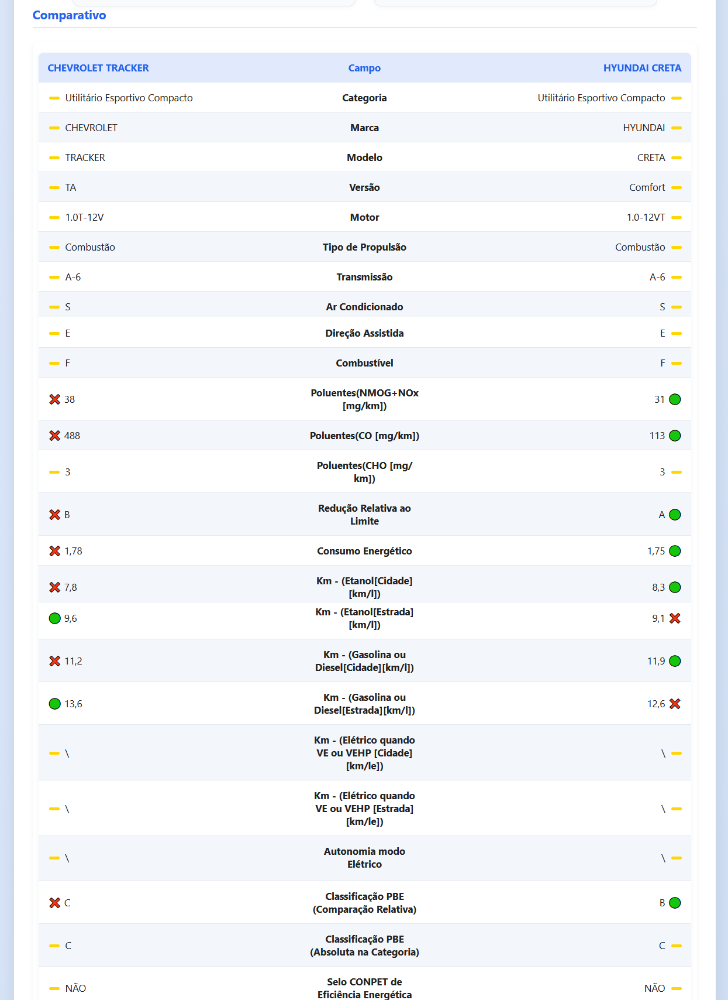 Comparativo
CHEVROLET TRACKER Campo HYUNDAI CRETA
Utilitário Esportivo Compacto Categoria Utilitário Esportivo Compacto
CHEVROLET Marca HYUNDAI
TRACKER Modelo CRETA
TA Versão Comfort
1.0T-12V Motor 1.0-12VT
Combustão Tipo de Propulsão Combustão
A-6 Transmissão A-6
S Ar Condicionado S
E Direção Assistida E
F Combustível F
Poluentes(NMOG+NOx
38 [mg/km]) 31
488 Poluentes(CO [mg/km]) 113
Poluentes(CHO [mg/
3 km]) 3
Redução Relativa ao
B Limite A
1,78 Consumo Energético 1,75
Km - (Etanol[Cidade]
7,8 [km/l]) 8,3
Km - (Etanol[Estrada]
9,6 [km/l]) 9,1
Km - (Gasolina ou
11,2 Diesel[Cidade][km/l]) 11,9
Km - (Gasolina ou
13,6 Diesel[Estrada][km/l]) 12,6
Km - (Elétrico quando
\ VE ou VEHP [Cidade] \
[km/le])
Km - (Elétrico quando
\ VE ou VEHP [Estrada] \
[km/le])
Autonomia modo
\ Elétrico \
Classificação PBE
C (Comparação Relativa) B
Classificação PBE
C (Absoluta na Categoria) C
Selo CONPET de
NÃO Eficiência Energética NÃO